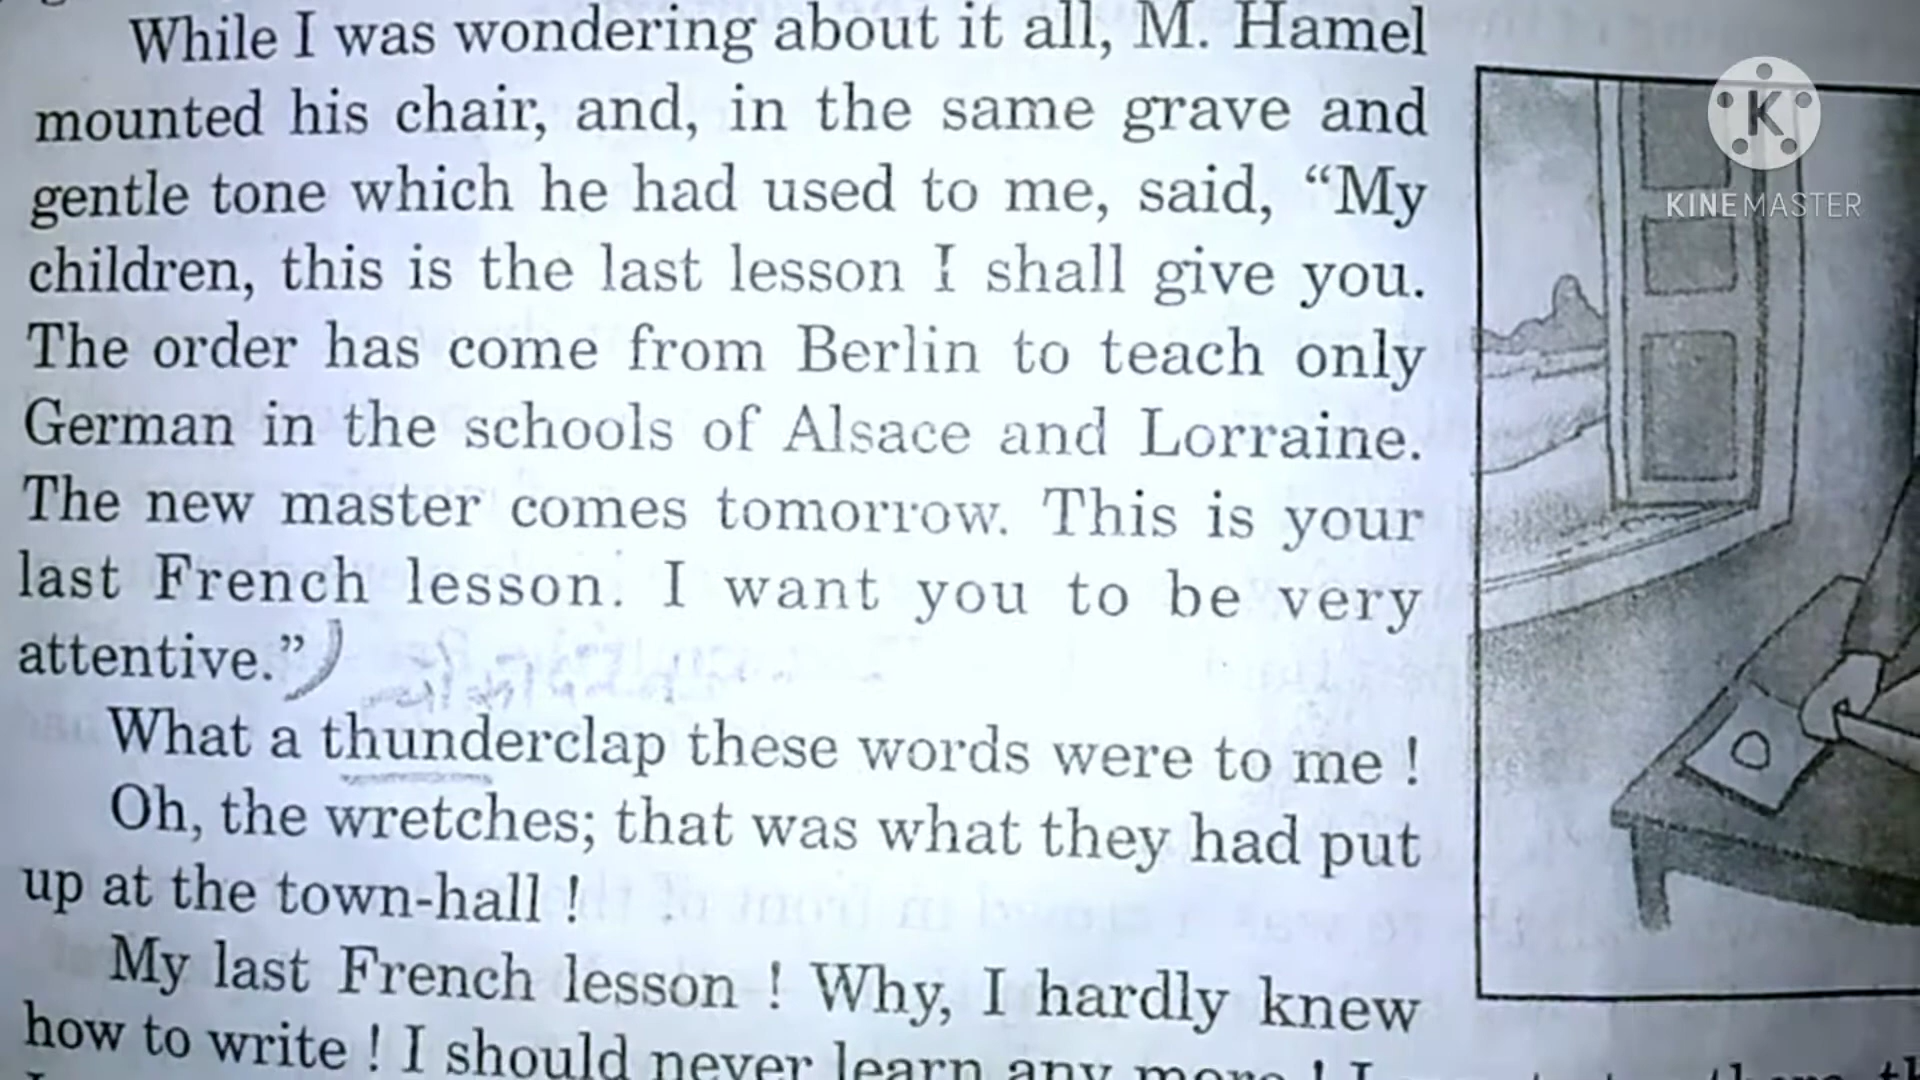 While I was wondering about it all, M. Hamel
mounted his chair, and, in the same grave and
gentle tone which he had used to me, said, “My
children, this is the last lesson I shall give you.
The order has come from Berlin to teach only
German in the schools of Alsace and Lorraine.
The new master comes tomorrow. This is your
last French lesson. I want you to be very
attentive.”
What a thunderclap these words were to me !
Oh, the wretches; that was what they had put
up at the town-hall !
My last French lesson ! Why, I hardly knew
how to write ! I should never learn any more ! I
K
KINEMASTER